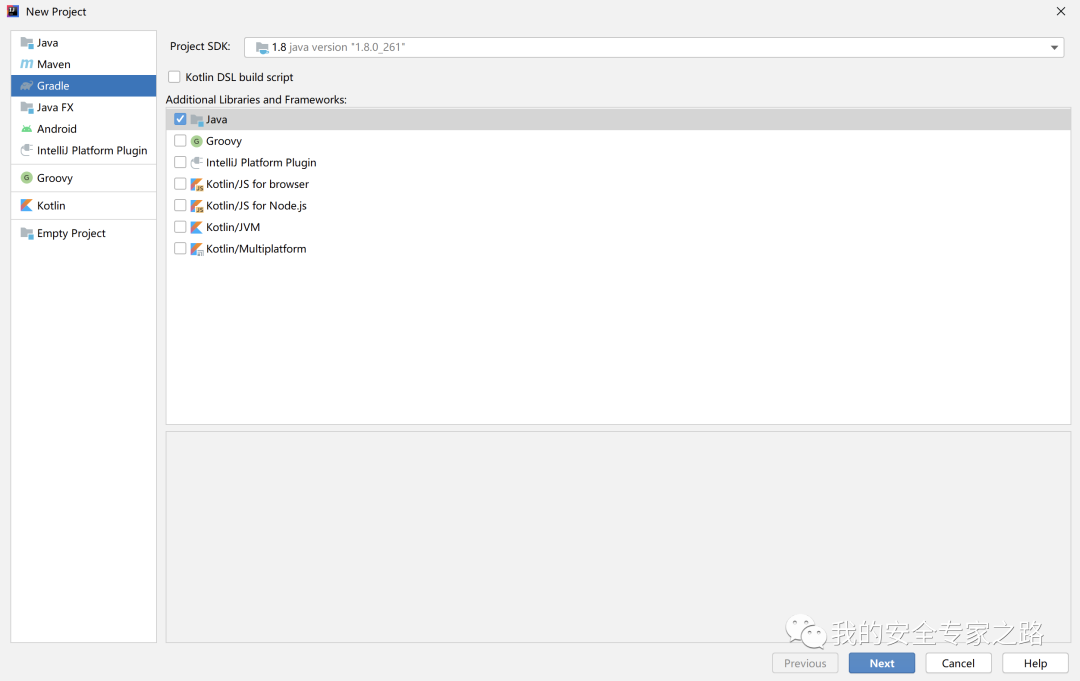 New Project
Java
Maven
Gradle
Java FX
Android
IntelliJ Platform Plugin
Groovy
Kotlin
Empty Project
Project SDK:
1.8 java version "1.8.0_261"
Kotlin DSL build script
Additional Libraries and Frameworks:
Java
Groovy
IntelliJ Platform Plugin
Kotlin/JS for browser
Kotlin/JS for Node.js
Kotlin/JVM
Kotlin/Multiplatform
我的安全专家之路
Previous
Next
Cancel
Help